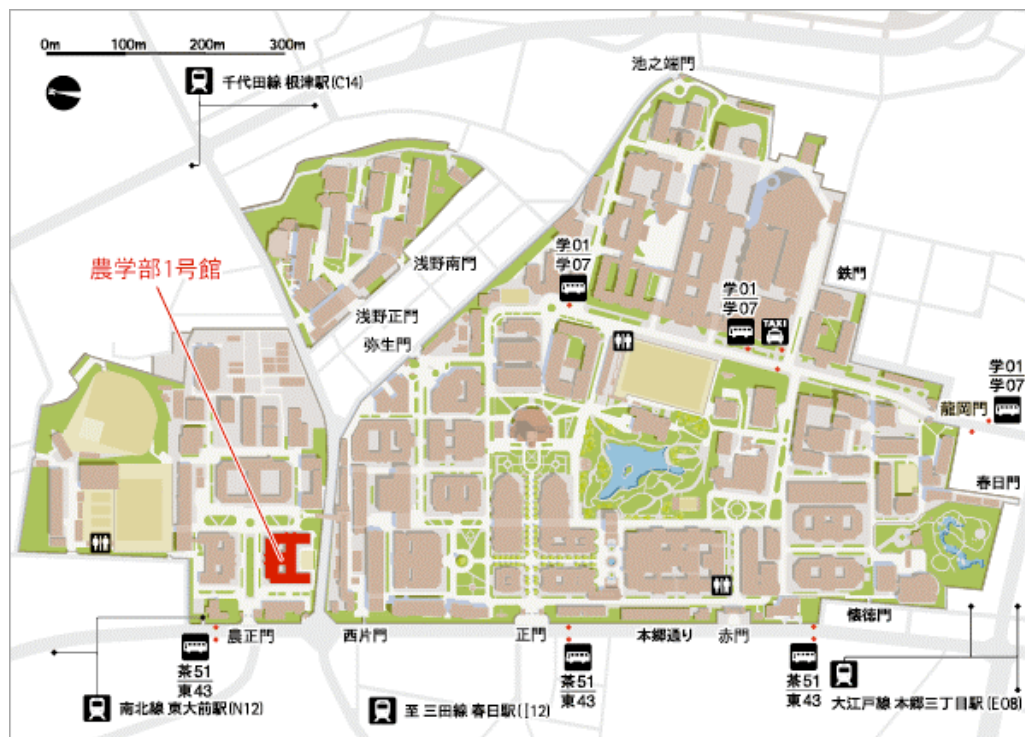 0m 100m 200m 300m
千代田線 根津駅(C14)
池之端門
学01
学07
浅野南門
農学部1号館
学01
学07
TAXI
鉄門
浅野正門
弥生門
学01
学07
龍岡門
春日門
農正門
西片門
正門
本郷通り
赤門
懐徳門
茶51
東43
茶51
東43
茶51
東43
南北線 東大前駅(N12)
至 三田線 春日駅(I12)
大江戸線 本郷三丁目駅(E08)